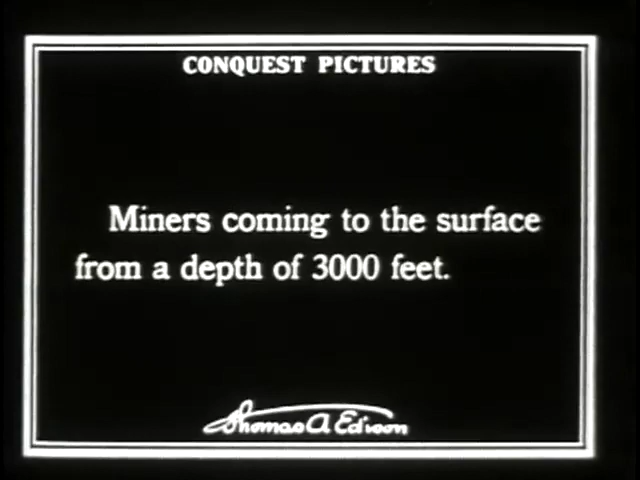 CONQUEST PICTURES
Miners coming to the surface
from a depth of 3000 feet.
Thomas A Edison